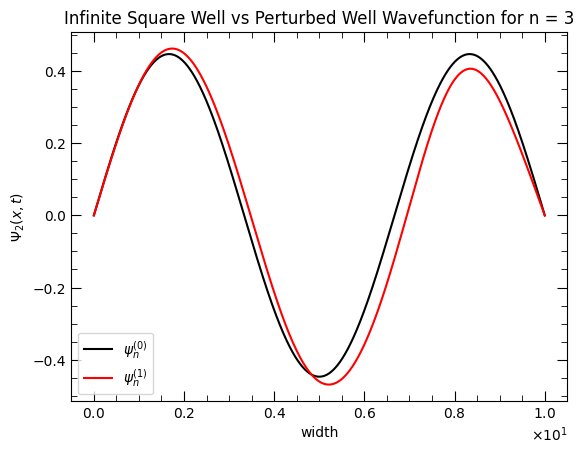 Infinite Square Well vs Perturbed Well Wavefunction for n = 3
Ψ₂(x, t)
0.4
0.2
0.0
−0.2
−0.4
ψₙ⁽⁰⁾
ψₙ⁽¹⁾
0.0 0.2 0.4 0.6 0.8 1.0
width
×10¹